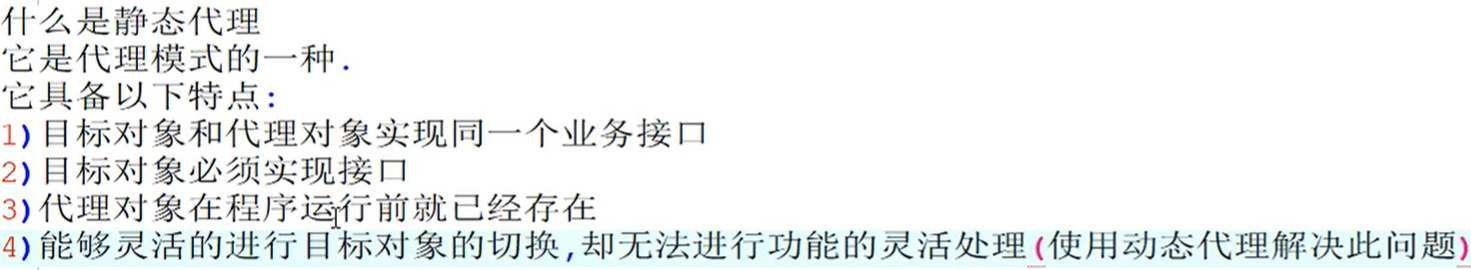 什么是静态代理
它是代理模式的一种.
它具备以下特点:
1)目标对象和代理对象实现同一个业务接口
2)目标对象必须实现接口
3)代理对象在程序运行前就已经存在
4)能够灵活的进行目标对象的切换,却无法进行功能的灵活处理(使用动态代理解决此问题)